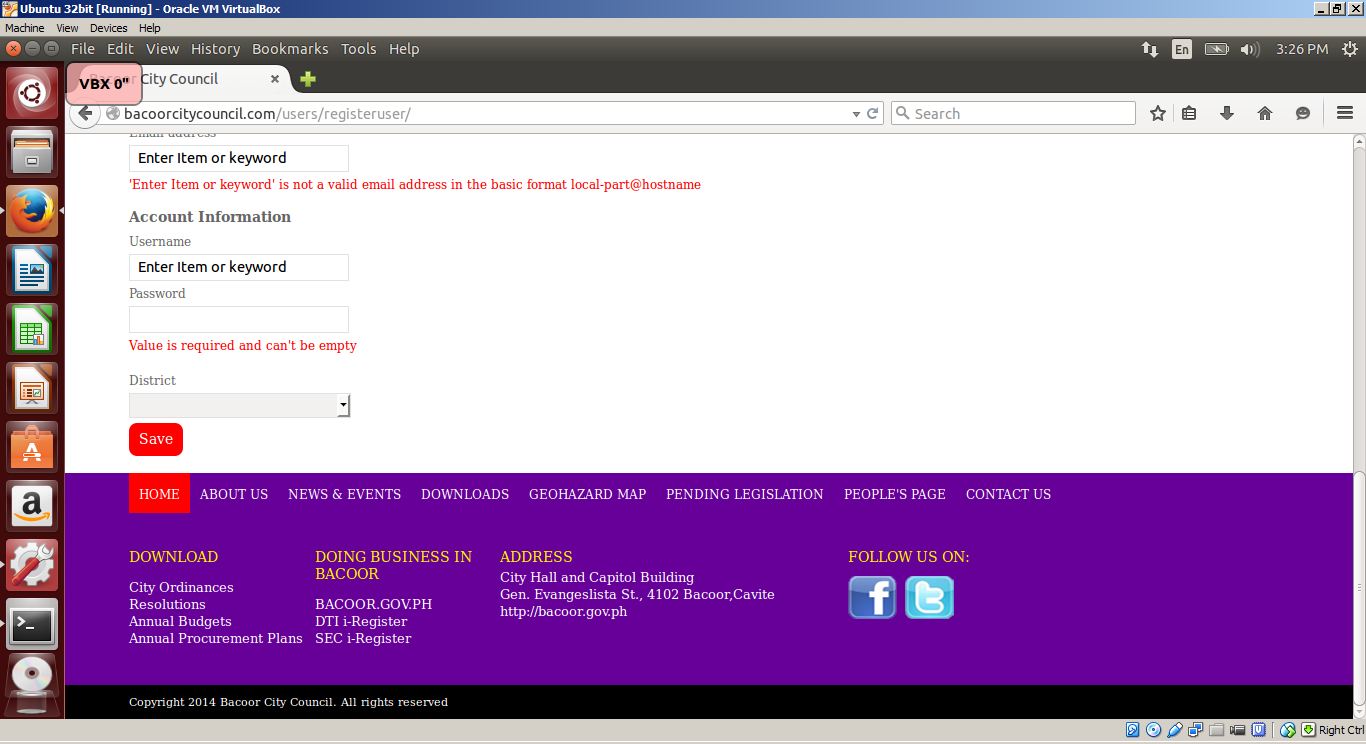 Ubuntu 32bit [Running] - Oracle VM VirtualBox
Machine View Devices Help
File Edit View History Bookmarks Tools Help
En
3:26 PM
VBX 0"
City Council
bacoorcitycouncil.com/users/registeruser/
Search
Email address
Enter Item or keyword
'Enter Item or keyword' is not a valid email address in the basic format local-part@hostname
Account Information
Username
Enter Item or keyword
Password
Value is required and can't be empty
District
Save
HOME ABOUT US NEWS & EVENTS DOWNLOADS GEOHAZARD MAP PENDING LEGISLATION PEOPLE'S PAGE CONTACT US
DOWNLOAD
City Ordinances
Resolutions
Annual Budgets
Annual Procurement Plans
DOING BUSINESS IN
BACOOR
BACOOR.GOV.PH
DTI i-Register
SEC i-Register
ADDRESS
City Hall and Capitol Building
Gen. Evangeslista St., 4102 Bacoor,Cavite
http://bacoor.gov.ph
FOLLOW US ON:
Copyright 2014 Bacoor City Council. All rights reserved
Right Ctrl